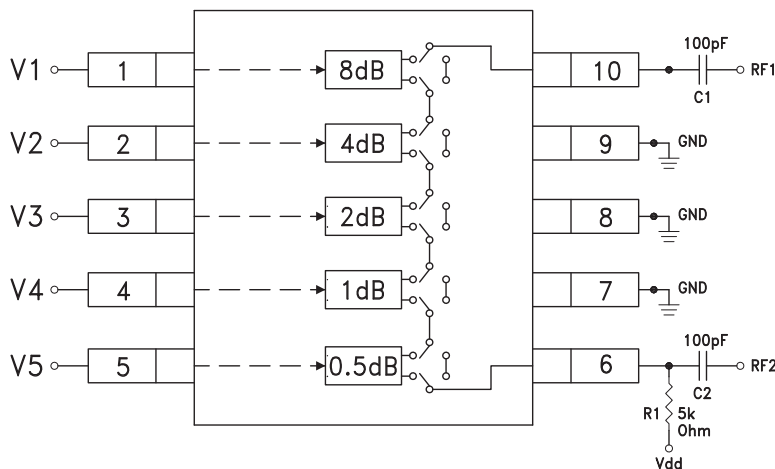 V1 1 8dB 10 100pF C1 RF1
V2 2 4dB 9 GND
V3 3 2dB 8 GND
V4 4 1dB 7 GND
V5 5 0.5dB 6 100pF C2 RF2
R1 5k
Ohm
Vdd